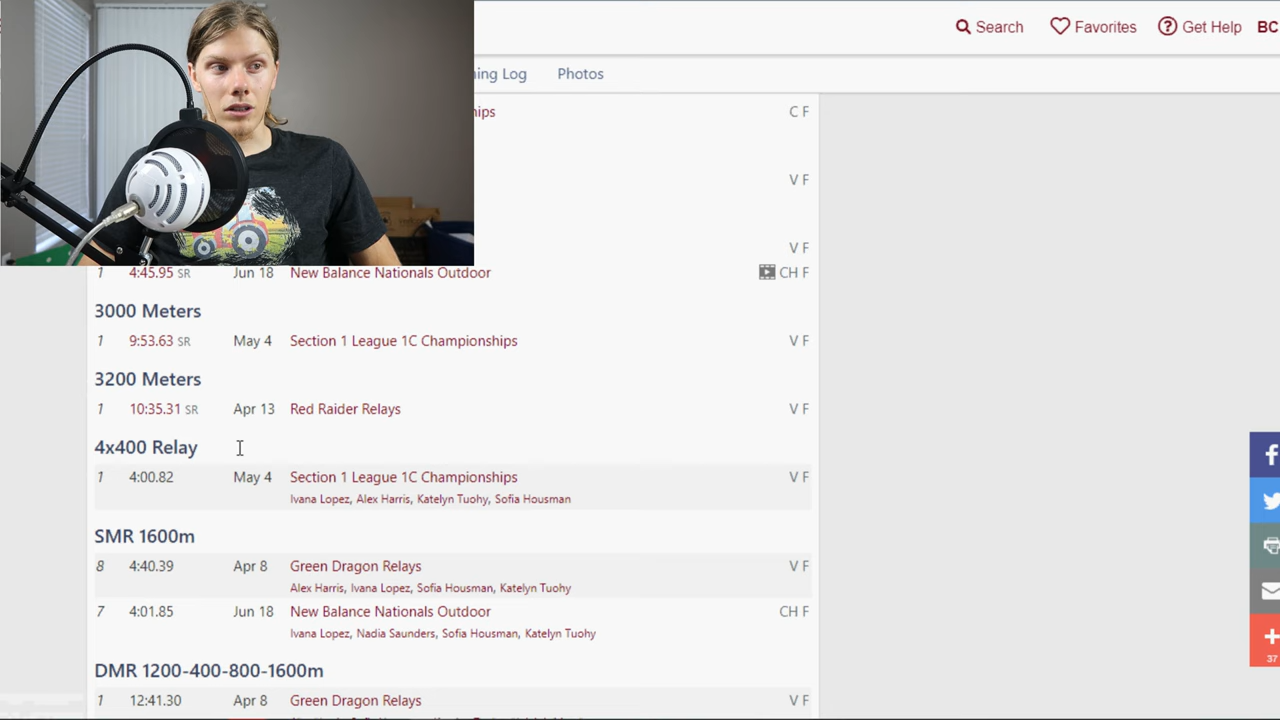 Search
Favorites
Get Help
BC
ing Log
Photos
ips
C F
V F
V F
1 4:45.95 SR Jun 18 New Balance Nationals Outdoor CH F
3000 Meters
1 9:53.63 SR May 4 Section 1 League 1C Championships V F
3200 Meters
1 10:35.31 SR Apr 13 Red Raider Relays V F
4x400 Relay
1 4:00.82 May 4 Section 1 League 1C Championships V F
Ivana Lopez, Alex Harris, Katelyn Tuohy, Sofia Housman
SMR 1600m
8 4:40.39 Apr 8 Green Dragon Relays V F
Alex Harris, Ivana Lopez, Sofia Housman, Katelyn Tuohy
7 4:01.85 Jun 18 New Balance Nationals Outdoor CH F
Ivana Lopez, Nadia Saunders, Sofia Housman, Katelyn Tuohy
37
DMR 1200-400-800-1600m
1 12:41.30 Apr 8 Green Dragon Relays V F